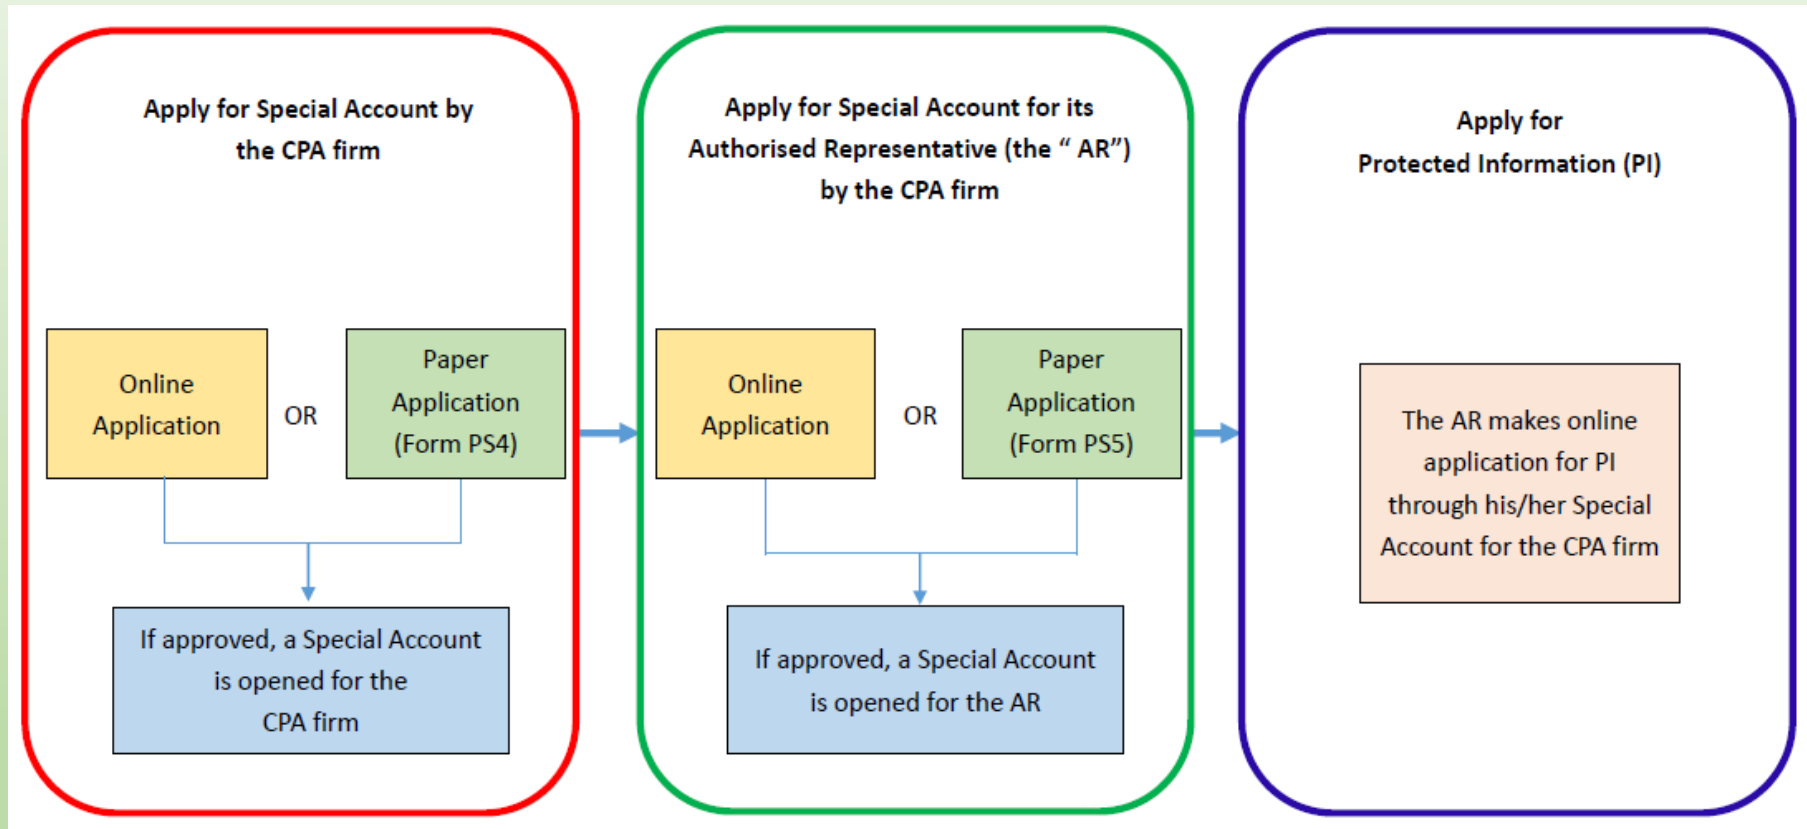 Apply for Special Account by
the CPA firm
Online
Application
OR
Paper
Application
(Form PS4)
If approved, a Special Account
is opened for the
CPA firm
Apply for Special Account for its
Authorised Representative (the “ AR”)
by the CPA firm
Online
Application
OR
Paper
Application
(Form PS5)
If approved, a Special Account
is opened for the AR
Apply for
Protected Information (PI)
The AR makes online
application for PI
through his/her Special
Account for the CPA firm